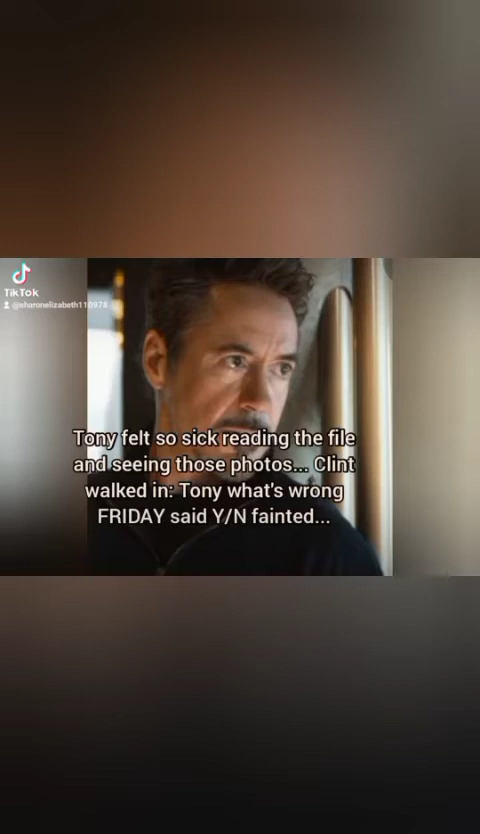 TikTok
@sharonelizabeth110978
Tony felt so sick reading the file
and seeing those photos... Clint
walked in: Tony what's wrong
FRIDAY said Y/N fainted...